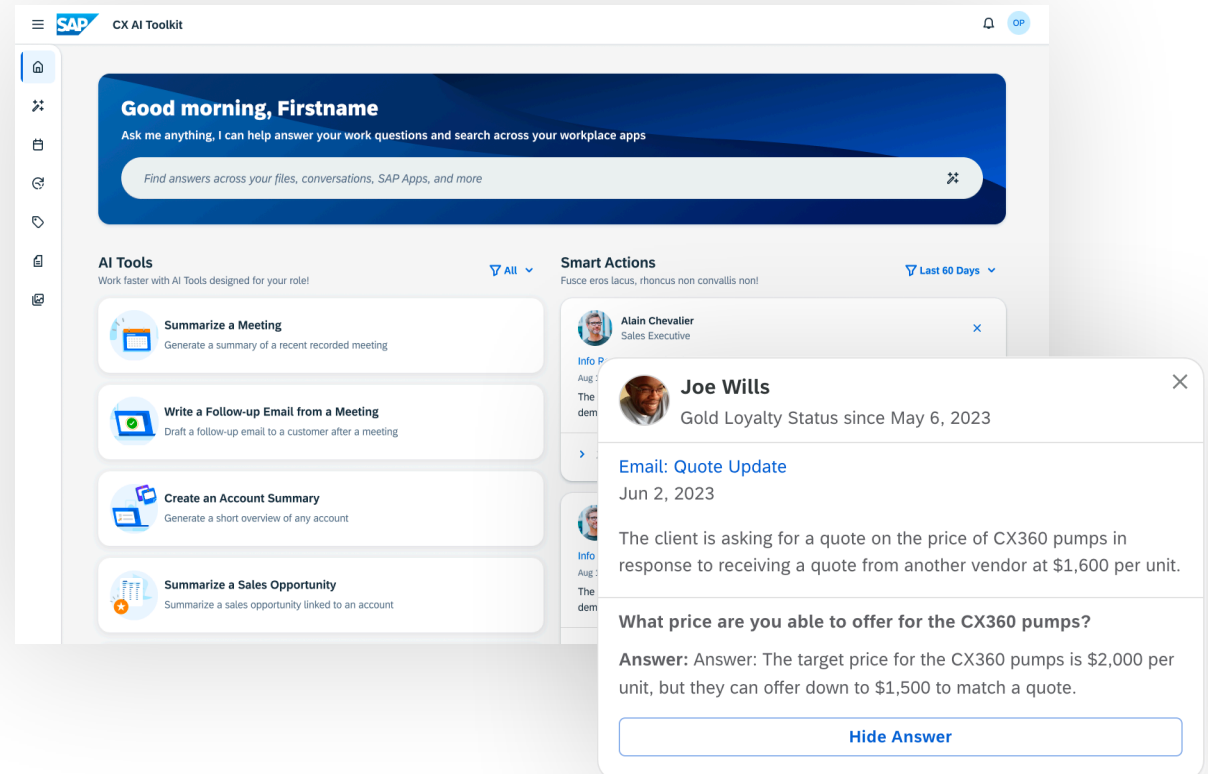 SAP CX AI Toolkit
OP
Good morning, Firstname
Ask me anything, I can help answer your work questions and search across your workplace apps
Find answers across your files, conversations, SAP Apps, and more
AI Tools
Work faster with AI Tools designed for your role!
All
Summarize a Meeting
Generate a summary of a recent recorded meeting
Write a Follow-up Email from a Meeting
Draft a follow-up email to a customer after a meeting
Create an Account Summary
Generate a short overview of any account
Summarize a Sales Opportunity
Summarize a sales opportunity linked to an account
Smart Actions
Fusce eros lacus, rhoncus non convallis non!
Last 60 Days
Alain Chevalier
Sales Executive
Info
Aug
The
dem
Info
Aug
The
dem
Joe Wills
Gold Loyalty Status since May 6, 2023
Email: Quote Update
Jun 2, 2023
The client is asking for a quote on the price of CX360 pumps in
response to receiving a quote from another vendor at $1,600 per unit.
What price are you able to offer for the CX360 pumps?
Answer: Answer: The target price for the CX360 pumps is $2,000 per
unit, but they can offer down to $1,500 to match a quote.
Hide Answer